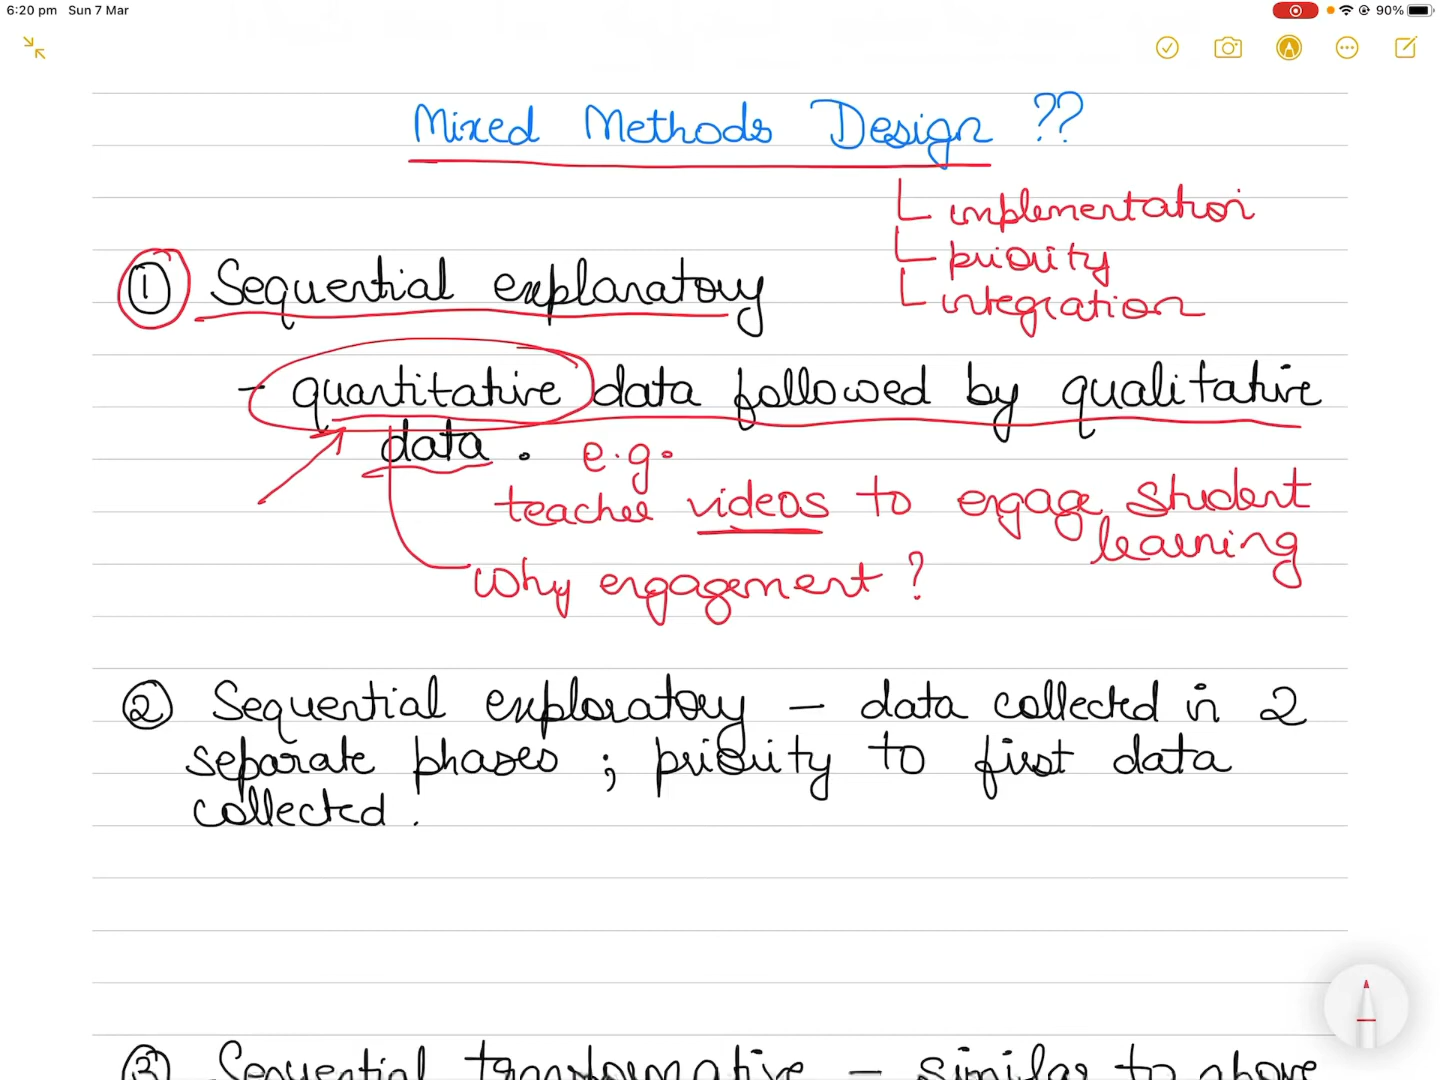 6:20 pm Sun 7 Mar
90%
Mixed Methods Design ??
implementation
priority
integration
1 Sequential explanatory
- quantitative data followed by qualitative
data. e.g.
teacher videos to engage student
learning
Why engagement ?
2 Sequential exploratory - data collected in 2
separate phases ; priority to first data
collected.
3 Sequential transformative - similar to above